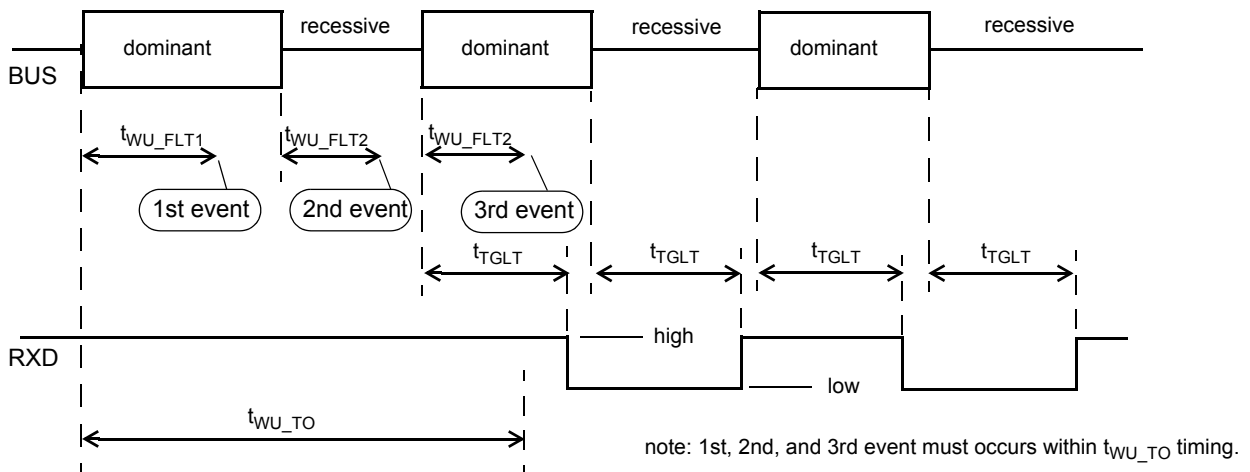 recessive
recessive
recessive
dominant
dominant
dominant
BUS
tWU_FLT1
tWU_FLT2
tWU_FLT2
1st event
2nd event
3rd event
tTGLT
tTGLT
tTGLT
tTGLT
high
RXD
low
tWU_TO
note: 1st, 2nd, and 3rd event must occurs within tWU_TO timing.